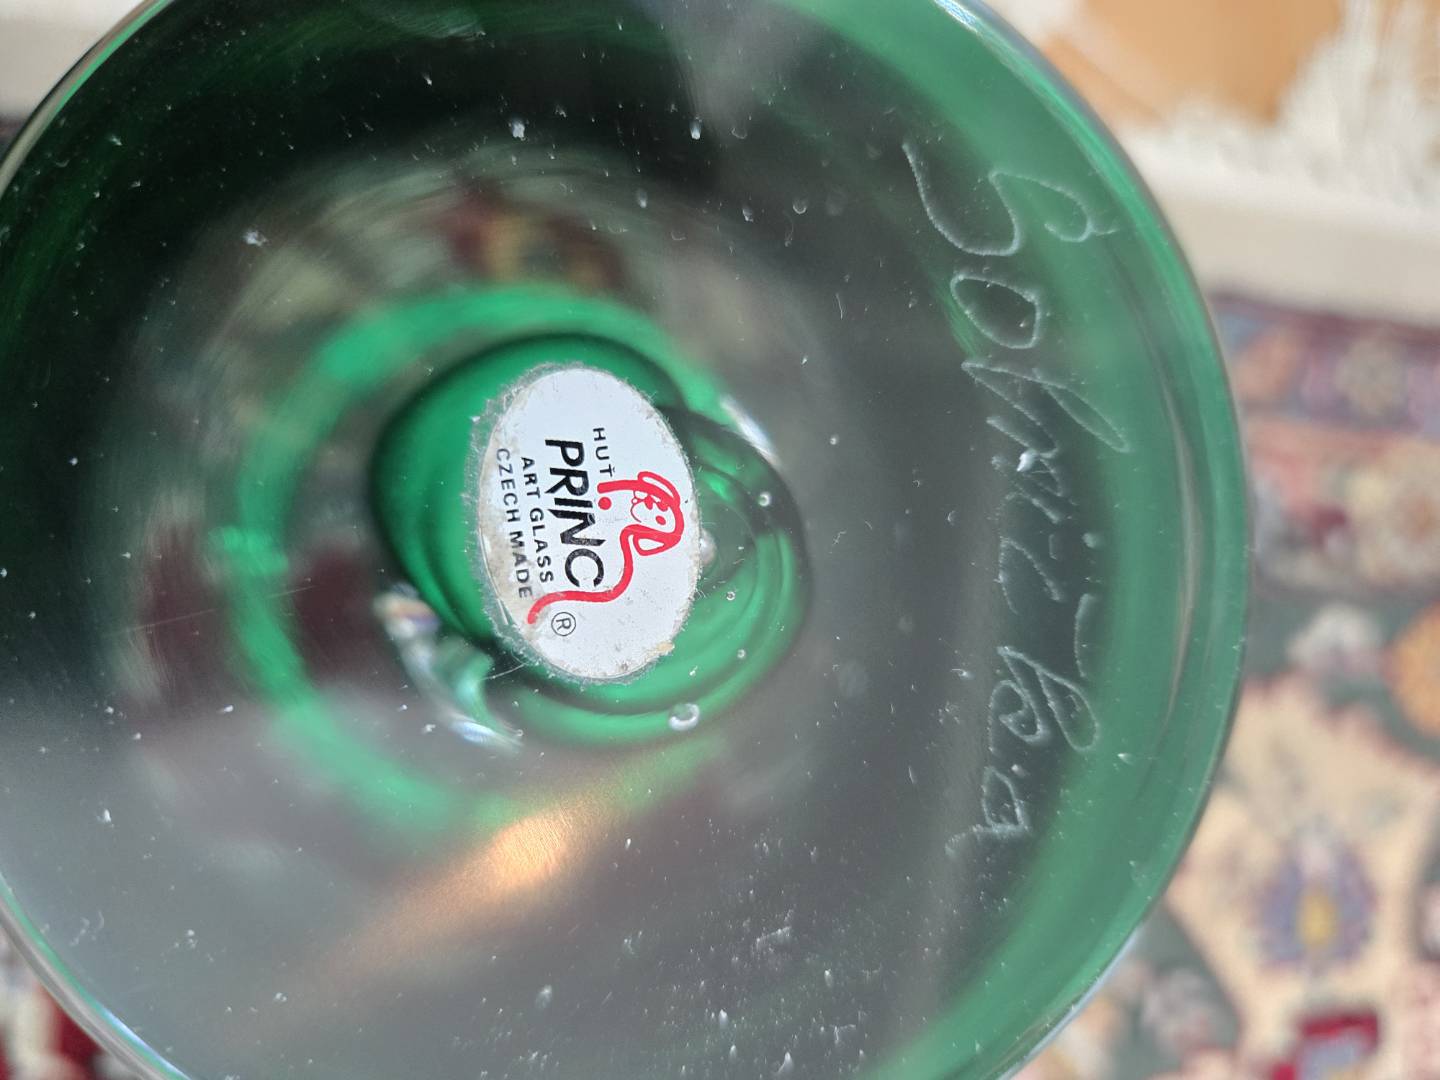 HUŤ
PRINC
ART GLASS
CZECH MADE
®